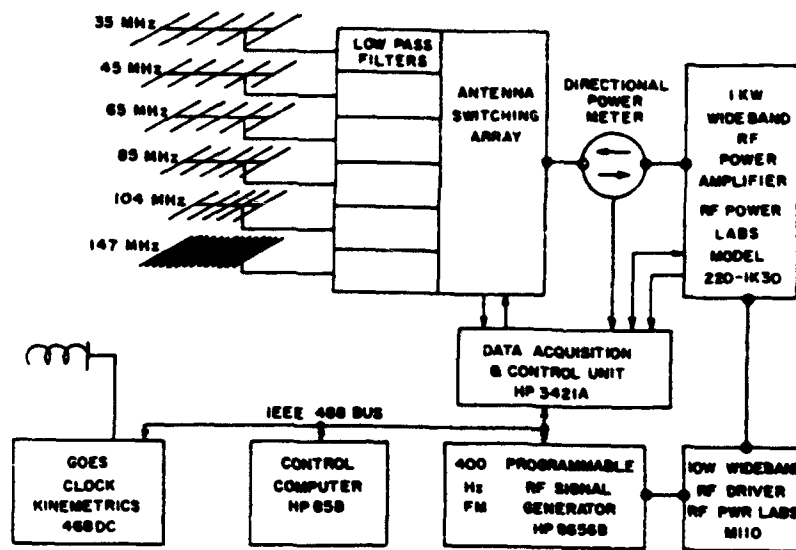 35 MHz
45 MHz
65 MHz
85 MHz
104 MHz
147 MHz
LOW PASS
FILTERS
ANTENNA
SWITCHING
ARRAY
DIRECTIONAL
POWER
METER
1 KW
WIDEBAND
RF
POWER
AMPLIFIER
RF POWER
LABS
MODEL
220-1K30
DATA ACQUISITION
& CONTROL UNIT
HP 3421A
IEEE 488 BUS
GOES
CLOCK
KINEMETRICS
468DC
CONTROL
COMPUTER
HP 85B
400 PROGRAMMABLE
Hz RF SIGNAL
FM GENERATOR
HP 8656B
10W WIDEBAND
RF DRIVER
RF PWR LABS
M110